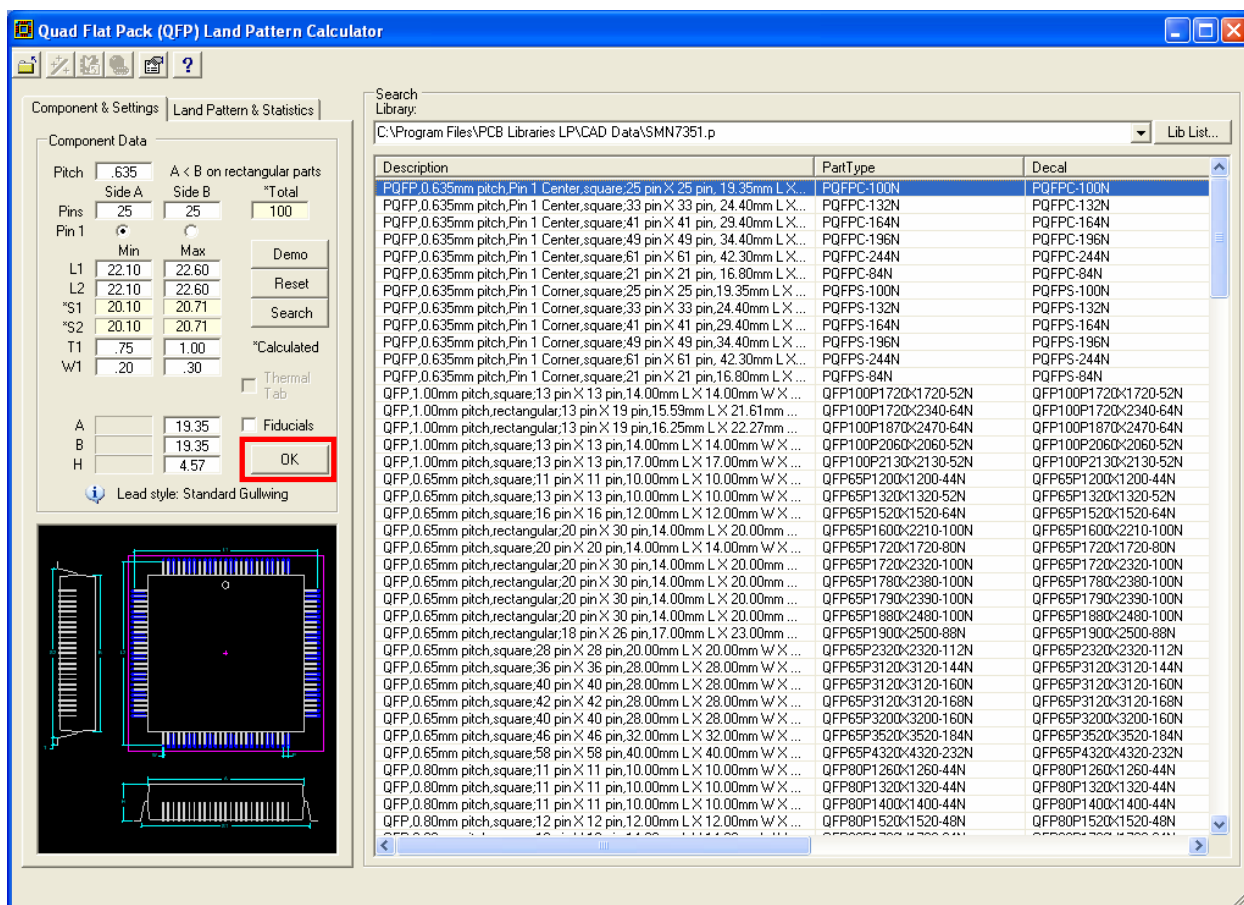 Quad Flat Pack (QFP) Land Pattern Calculator
Component & Settings
Land Pattern & Statistics
Component Data
Pitch .635 A < B on rectangular parts
Side A Side B *Total
Pins 25 25 100
Pin 1
Min Max Demo
L1 22.10 22.60
L2 22.10 22.60 Reset
*S1 20.10 20.71 Search
*S2 20.10 20.71
T1 .75 1.00 *Calculated
W1 .20 .30 Thermal Tab
A 19.35 Fiducials
B 19.35
H 4.57 OK
Lead style: Standard Gullwing
Search
Library:
C:\Program Files\PCB Libraries LP\CAD Data\SMN7351.p Lib List...
Description PartType Decal
PQFP,0.635mm pitch,Pin 1 Center,square;25 pin X 25 pin, 19.35mm L X... PQFPC-100N PQFPC-100N
PQFP,0.635mm pitch,Pin 1 Center,square;33 pin X 33 pin, 24.40mm L X... PQFPC-132N PQFPC-132N
PQFP,0.635mm pitch,Pin 1 Center,square;41 pin X 41 pin, 29.40mm L X... PQFPC-164N PQFPC-164N
PQFP,0.635mm pitch,Pin 1 Center,square;49 pin X 49 pin, 34.40mm L X... PQFPC-196N PQFPC-196N
PQFP,0.635mm pitch,Pin 1 Center,square;61 pin X 61 pin, 42.30mm L X... PQFPC-244N PQFPC-244N
PQFP,0.635mm pitch,Pin 1 Center,square;21 pin X 21 pin, 16.80mm L X... PQFPC-84N PQFPC-84N
PQFP,0.635mm pitch,Pin 1 Corner,square;25 pin X 25 pin,19.35mm L X ... PQFPS-100N PQFPS-100N
PQFP,0.635mm pitch,Pin 1 Corner,square;33 pin X 33 pin,24.40mm L X ... PQFPS-132N PQFPS-132N
PQFP,0.635mm pitch,Pin 1 Corner,square;41 pin X 41 pin,29.40mm L X ... PQFPS-164N PQFPS-164N
PQFP,0.635mm pitch,Pin 1 Corner,square;49 pin X 49 pin,34.40mm L X ... PQFPS-196N PQFPS-196N
PQFP,0.635mm pitch,Pin 1 Corner,square;61 pin X 61 pin, 42.30mm L X... PQFPS-244N PQFPS-244N
PQFP,0.635mm pitch,Pin 1 Corner,square;21 pin X 21 pin,16.80mm L X ... PQFPS-84N PQFPS-84N
QFP,1.00mm pitch,square;13 pin X 13 pin,14.00mm L X 14.00mm W X ... QFP100P1720X1720-52N QFP100P1720X1720-52N
QFP,1.00mm pitch,rectangular;13 pin X 19 pin,15.59mm L X 21.61mm ... QFP100P1720X2340-64N QFP100P1720X2340-64N
QFP,1.00mm pitch,rectangular;13 pin X 19 pin,16.25mm L X 22.27mm ... QFP100P1870X2470-64N QFP100P1870X2470-64N
QFP,1.00mm pitch,square;13 pin X 13 pin,14.00mm L X 14.00mm W X ... QFP100P2060X2060-52N QFP100P2060X2060-52N
QFP,1.00mm pitch,square;13 pin X 13 pin,17.00mm L X 17.00mm W X ... QFP100P2130X2130-52N QFP100P2130X2130-52N
QFP,0.65mm pitch,square;11 pin X 11 pin,10.00mm L X 10.00mm W X ... QFP65P1200X1200-44N QFP65P1200X1200-44N
QFP,0.65mm pitch,square;13 pin X 13 pin,10.00mm L X 10.00mm W X ... QFP65P1320X1320-52N QFP65P1320X1320-52N
QFP,0.65mm pitch,square;16 pin X 16 pin,12.00mm L X 12.00mm W X ... QFP65P1520X1520-64N QFP65P1520X1520-64N
QFP,0.65mm pitch,rectangular;20 pin X 30 pin,14.00mm L X 20.00mm ... QFP65P1600X2210-100N QFP65P1600X2210-100N
QFP,0.65mm pitch,square;20 pin X 20 pin,14.00mm L X 14.00mm W X ... QFP65P1720X1720-80N QFP65P1720X1720-80N
QFP,0.65mm pitch,rectangular;20 pin X 30 pin,14.00mm L X 20.00mm ... QFP65P1720X2320-100N QFP65P1720X2320-100N
QFP,0.65mm pitch,rectangular;20 pin X 30 pin,14.00mm L X 20.00mm ... QFP65P1780X2380-100N QFP65P1780X2380-100N
QFP,0.65mm pitch,rectangular;20 pin X 30 pin,14.00mm L X 20.00mm ... QFP65P1790X2390-100N QFP65P1790X2390-100N
QFP,0.65mm pitch,rectangular;20 pin X 30 pin,14.00mm L X 20.00mm ... QFP65P1880X2480-100N QFP65P1880X2480-100N
QFP,0.65mm pitch,rectangular;18 pin X 26 pin,17.00mm L X 23.00mm ... QFP65P1900X2500-88N QFP65P1900X2500-88N
QFP,0.65mm pitch,square;28 pin X 28 pin,20.00mm L X 20.00mm W X ... QFP65P2320X2320-112N QFP65P2320X2320-112N
QFP,0.65mm pitch,square;36 pin X 36 pin,28.00mm L X 28.00mm W X ... QFP65P3120X3120-144N QFP65P3120X3120-144N
QFP,0.65mm pitch,square;40 pin X 40 pin,28.00mm L X 28.00mm W X ... QFP65P3120X3120-160N QFP65P3120X3120-160N
QFP,0.65mm pitch,square;42 pin X 42 pin,28.00mm L X 28.00mm W X ... QFP65P3120X3120-168N QFP65P3120X3120-168N
QFP,0.65mm pitch,square;40 pin X 40 pin,28.00mm L X 28.00mm W X ... QFP65P3200X3200-160N QFP65P3200X3200-160N
QFP,0.65mm pitch,square;46 pin X 46 pin,32.00mm L X 32.00mm W X ... QFP65P3520X3520-184N QFP65P3520X3520-184N
QFP,0.65mm pitch,square;58 pin X 58 pin,40.00mm L X 40.00mm W X ... QFP65P4320X4320-232N QFP65P4320X4320-232N
QFP,0.80mm pitch,square;11 pin X 11 pin,10.00mm L X 10.00mm W X ... QFP80P1260X1260-44N QFP80P1260X1260-44N
QFP,0.80mm pitch,square;11 pin X 11 pin,10.00mm L X 10.00mm W X ... QFP80P1320X1320-44N QFP80P1320X1320-44N
QFP,0.80mm pitch,square;11 pin X 11 pin,10.00mm L X 10.00mm W X ... QFP80P1400X1400-44N QFP80P1400X1400-44N
QFP,0.80mm pitch,square;12 pin X 12 pin,12.00mm L X 12.00mm W X ... QFP80P1520X1520-48N QFP80P1520X1520-48N